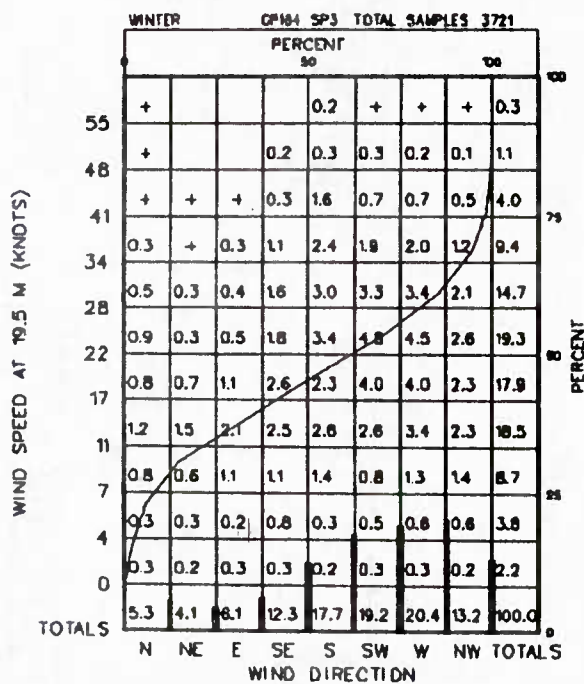 WINTER GP184 SP3 TOTAL SAMPLES 3721
PERCENT
0 50 100
100
+ 0.2 + + + 0.3
55
+ 0.2 0.3 0.3 0.2 0.1 1.1
48
+ + + 0.3 1.6 0.7 0.7 0.5 4.0
41 75
0.3 + 0.3 1.1 2.4 1.9 2.0 1.2 9.4
34
0.5 0.3 0.4 1.6 3.0 3.3 3.4 2.1 14.7
28
0.9 0.3 0.5 1.8 3.4 4.8 4.5 2.6 19.3
22 50
0.8 0.7 1.1 2.6 2.3 4.0 4.0 2.3 17.9
17
1.2 1.5 2.1 2.5 2.8 2.6 3.4 2.3 18.5
11
0.8 0.6 1.1 1.1 1.4 0.8 1.3 1.4 8.7
7 25
0.3 0.3 0.2 0.8 0.3 0.5 0.6 0.6 3.8
4
0.3 0.2 0.3 0.3 0.2 0.3 0.3 0.2 2.2
0
5.3 4.1 6.1 12.3 17.7 19.2 20.4 13.2 100.0
TOTALS 0
N NE E SE S SW W NW TOTALS
WIND DIRECTION
WIND SPEED AT 19.5 M (KNOTS)
PERCENT